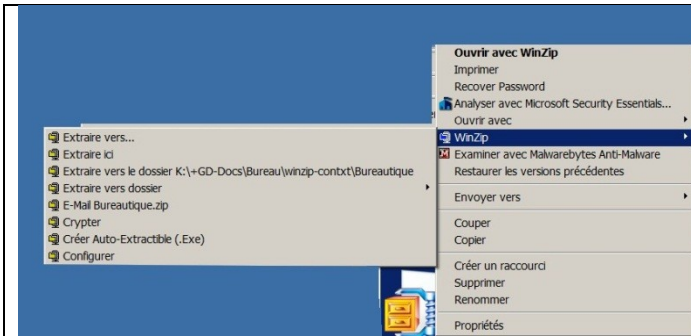 Ouvrir avec WinZip
Imprimer
Recover Password
Analyser avec Microsoft Security Essentials...
Ouvrir avec
WinZip
Examiner avec Malwarebytes Anti-Malware
Restaurer les versions précédentes
Envoyer vers
Couper
Copier
Créer un raccourci
Supprimer
Renommer
Propriétés
Extraire vers...
Extraire ici
Extraire vers le dossier K:\+GD-Docs\Bureau\winzip-contxt\Bureautique
Extraire vers dossier
E-Mail Bureautique.zip
Crypter
Créer Auto-Extractible (.Exe)
Configurer